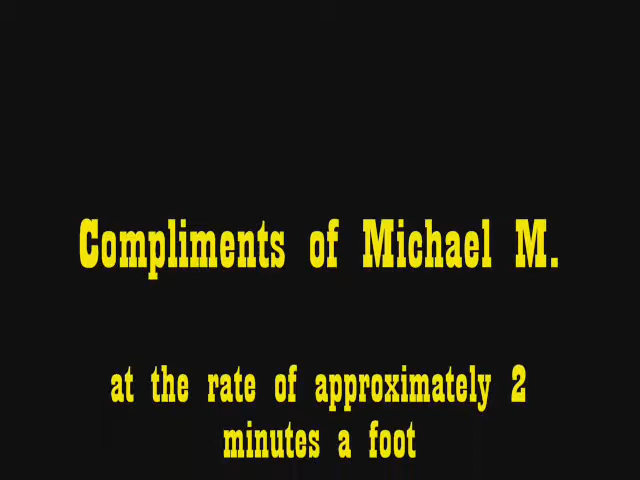 Compliments of Michael M.
at the rate of approximately 2
minutes a foot